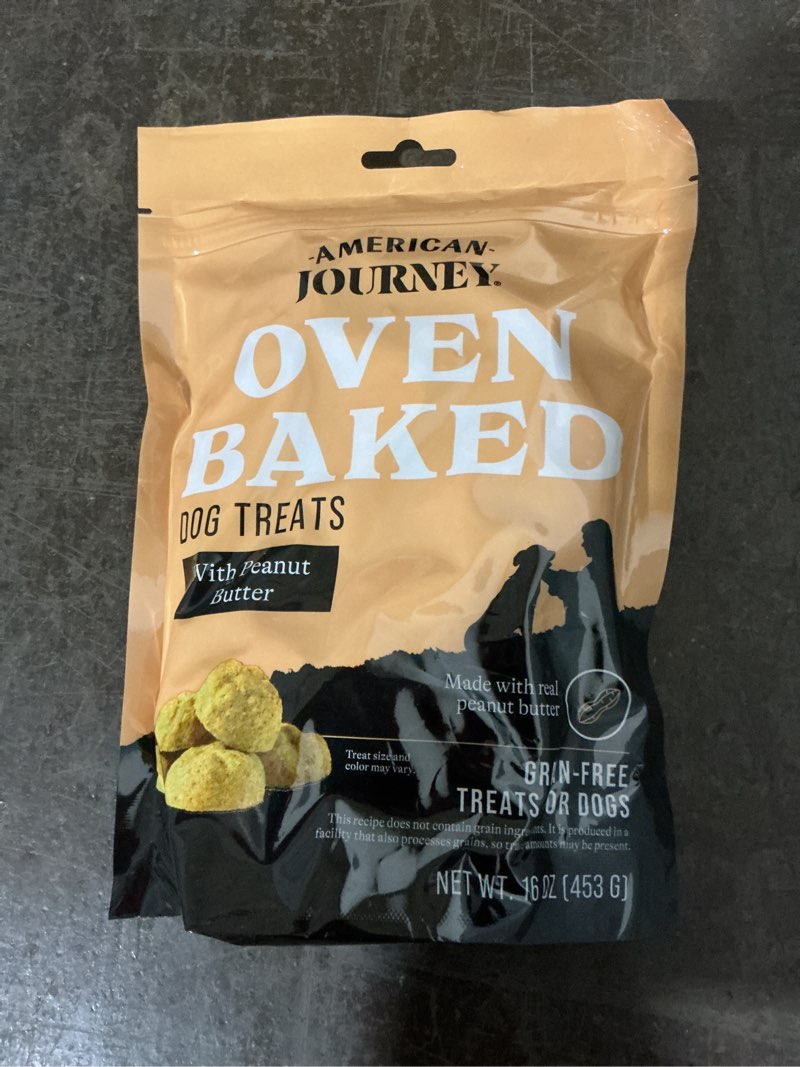 -AMERICAN-
JOURNEY®
OVEN
BAKED
DOG TREATS
With Peanut
Butter
Made with real
peanut butter
Treat size and
color may vary.
GRAIN-FREE
TREATS FOR DOGS
This recipe does not contain grain ingredients. It is produced in a
facility that also processes grains, so trace amounts may be present.
NET WT. 16 OZ (453 G)